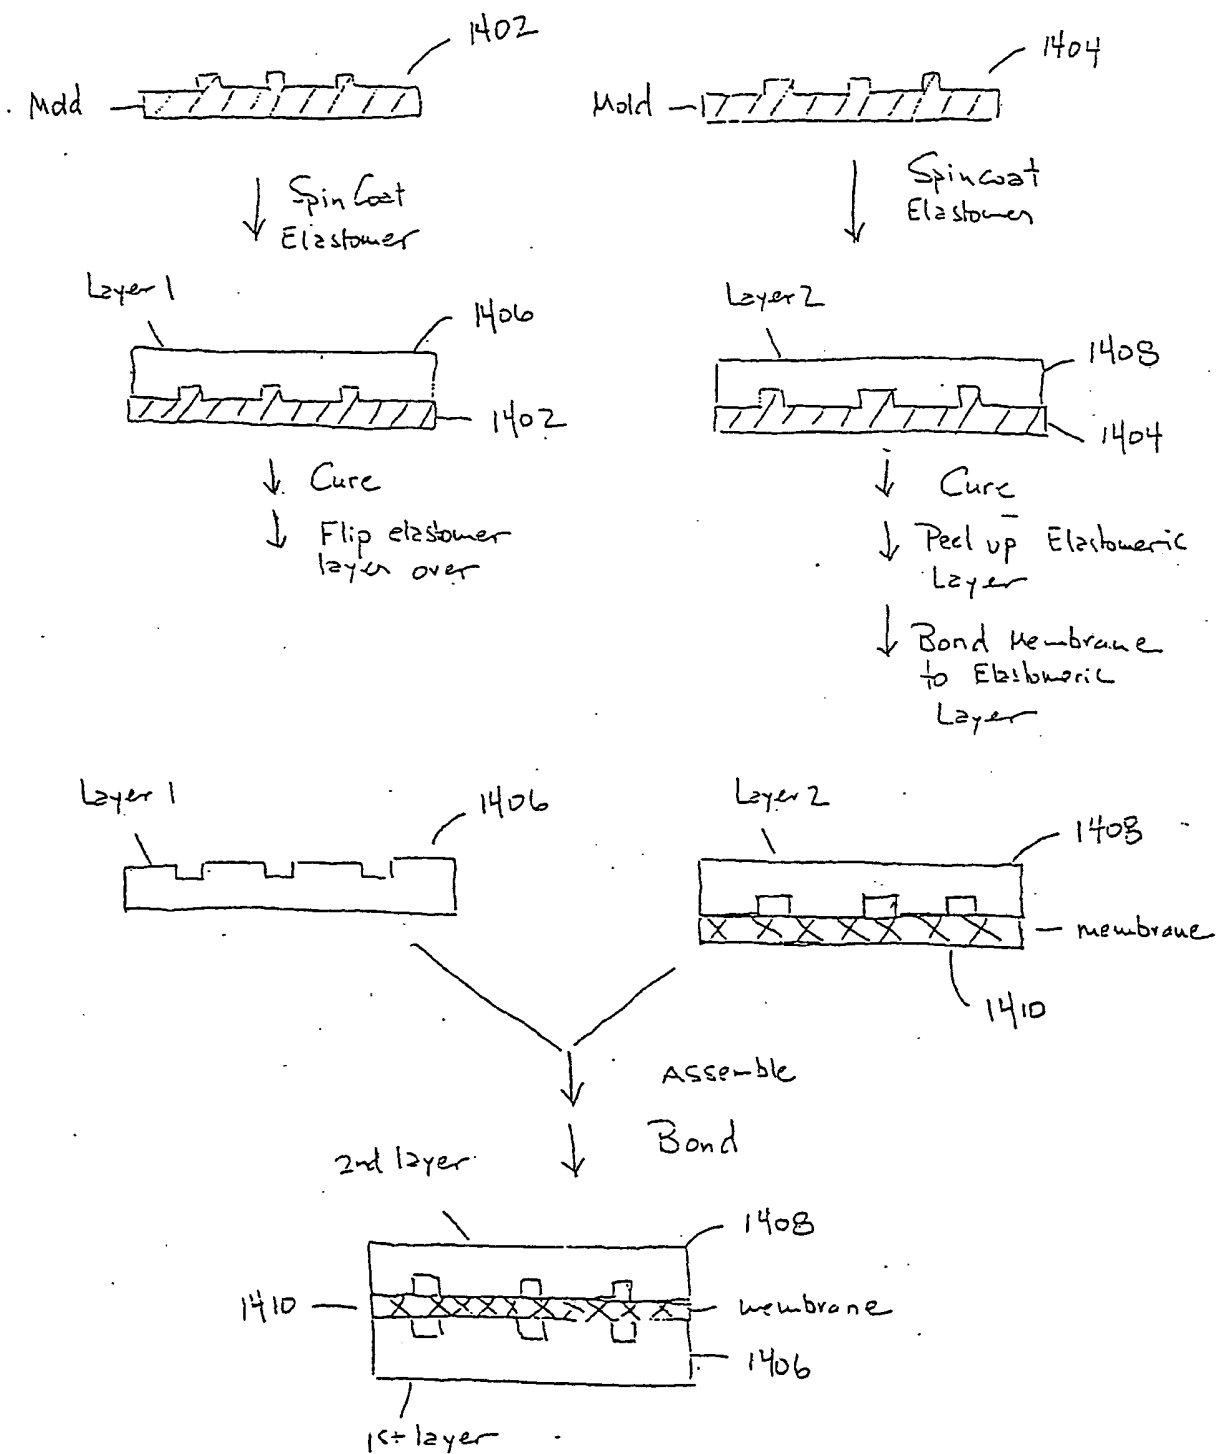 1402
1404
Mold
Mold
Spin Coat
Elastomer
Spincoat
Elastomer
Layer 1
1406
Layer 2
1408
1402
1404
Cure
Flip elastomer
layer over
Cure
Peel up Elastomeric
Layer
Bond Membrane
to Elastomeric
Layer
Layer 1
1406
Layer 2
1408
membrane
1410
Assemble
Bond
2nd layer
1408
1410
membrane
1406
1st layer